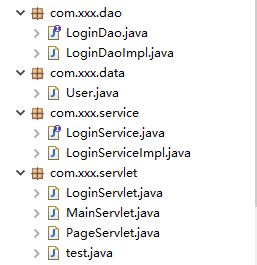 com.xxx.dao
LoginDao.java
LoginDaoImpl.java
com.xxx.data
User.java
com.xxx.service
LoginService.java
LoginServiceImpl.java
com.xxx.servlet
LoginServlet.java
MainServlet.java
PageServlet.java
test.java